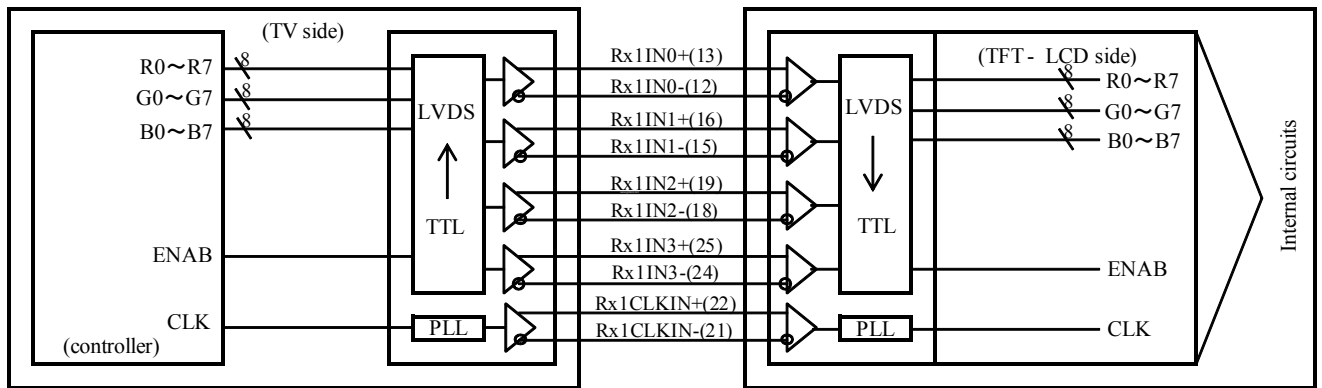 (TV side)
R0～R7
8
G0～G7
8
B0～B7
8
ENAB
CLK
(controller)
LVDS
TTL
PLL
Rx1IN0+(13)
Rx1IN0-(12)
Rx1IN1+(16)
Rx1IN1-(15)
Rx1IN2+(19)
Rx1IN2-(18)
Rx1IN3+(25)
Rx1IN3-(24)
Rx1CLKIN+(22)
Rx1CLKIN-(21)
LVDS
TTL
PLL
(TFT - LCD side)
8
R0～R7
8
G0～G7
8
B0～B7
ENAB
CLK
Internal circuits